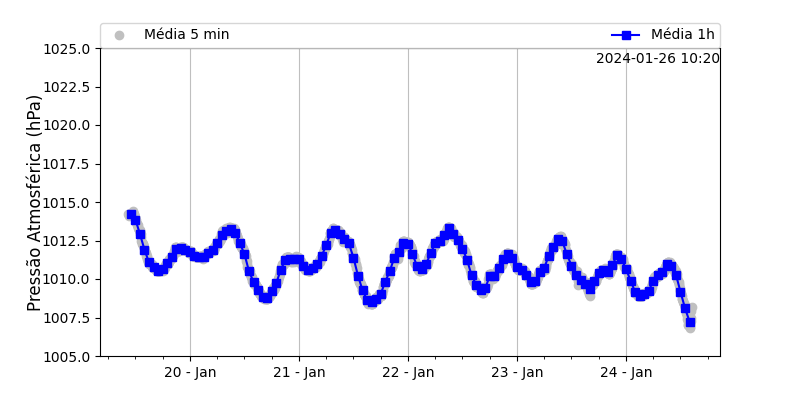 Média 5 min
Média 1h
2024-01-26 10:20
Pressão Atmosférica (hPa)
1025.0
1022.5
1020.0
1017.5
1015.0
1012.5
1010.0
1007.5
1005.0
20 - Jan
21 - Jan
22 - Jan
23 - Jan
24 - Jan